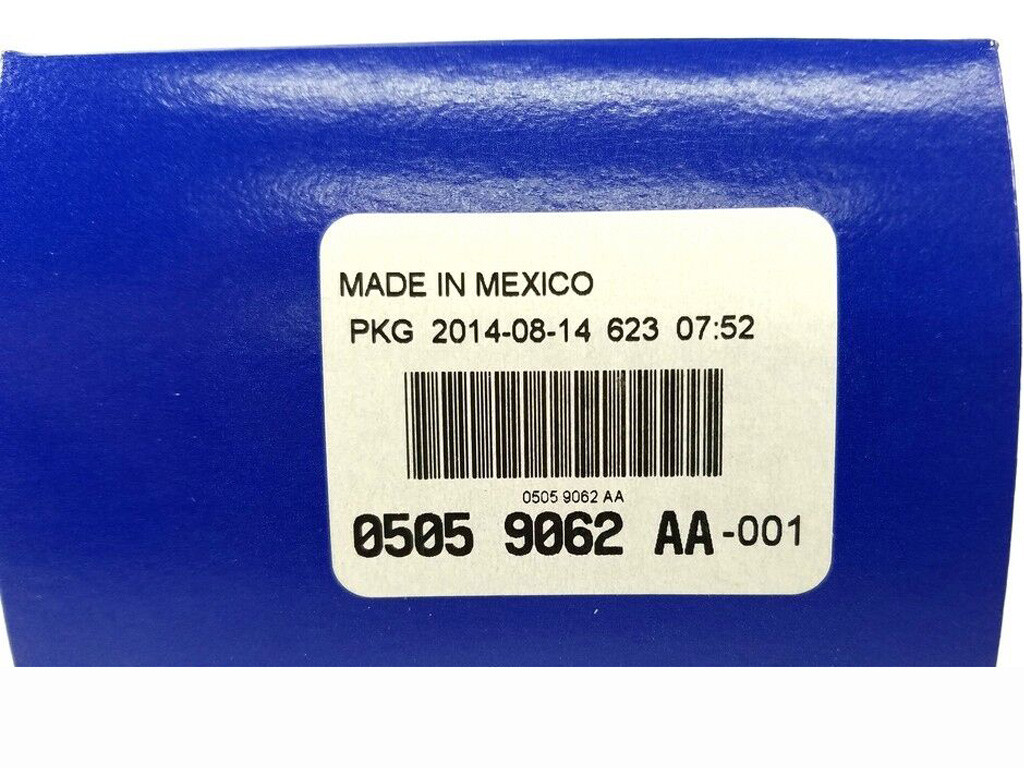 MADE IN MEXICO
PKG 2014-08-14 623 07:52
0505 9062 AA
0505 9062 AA-001